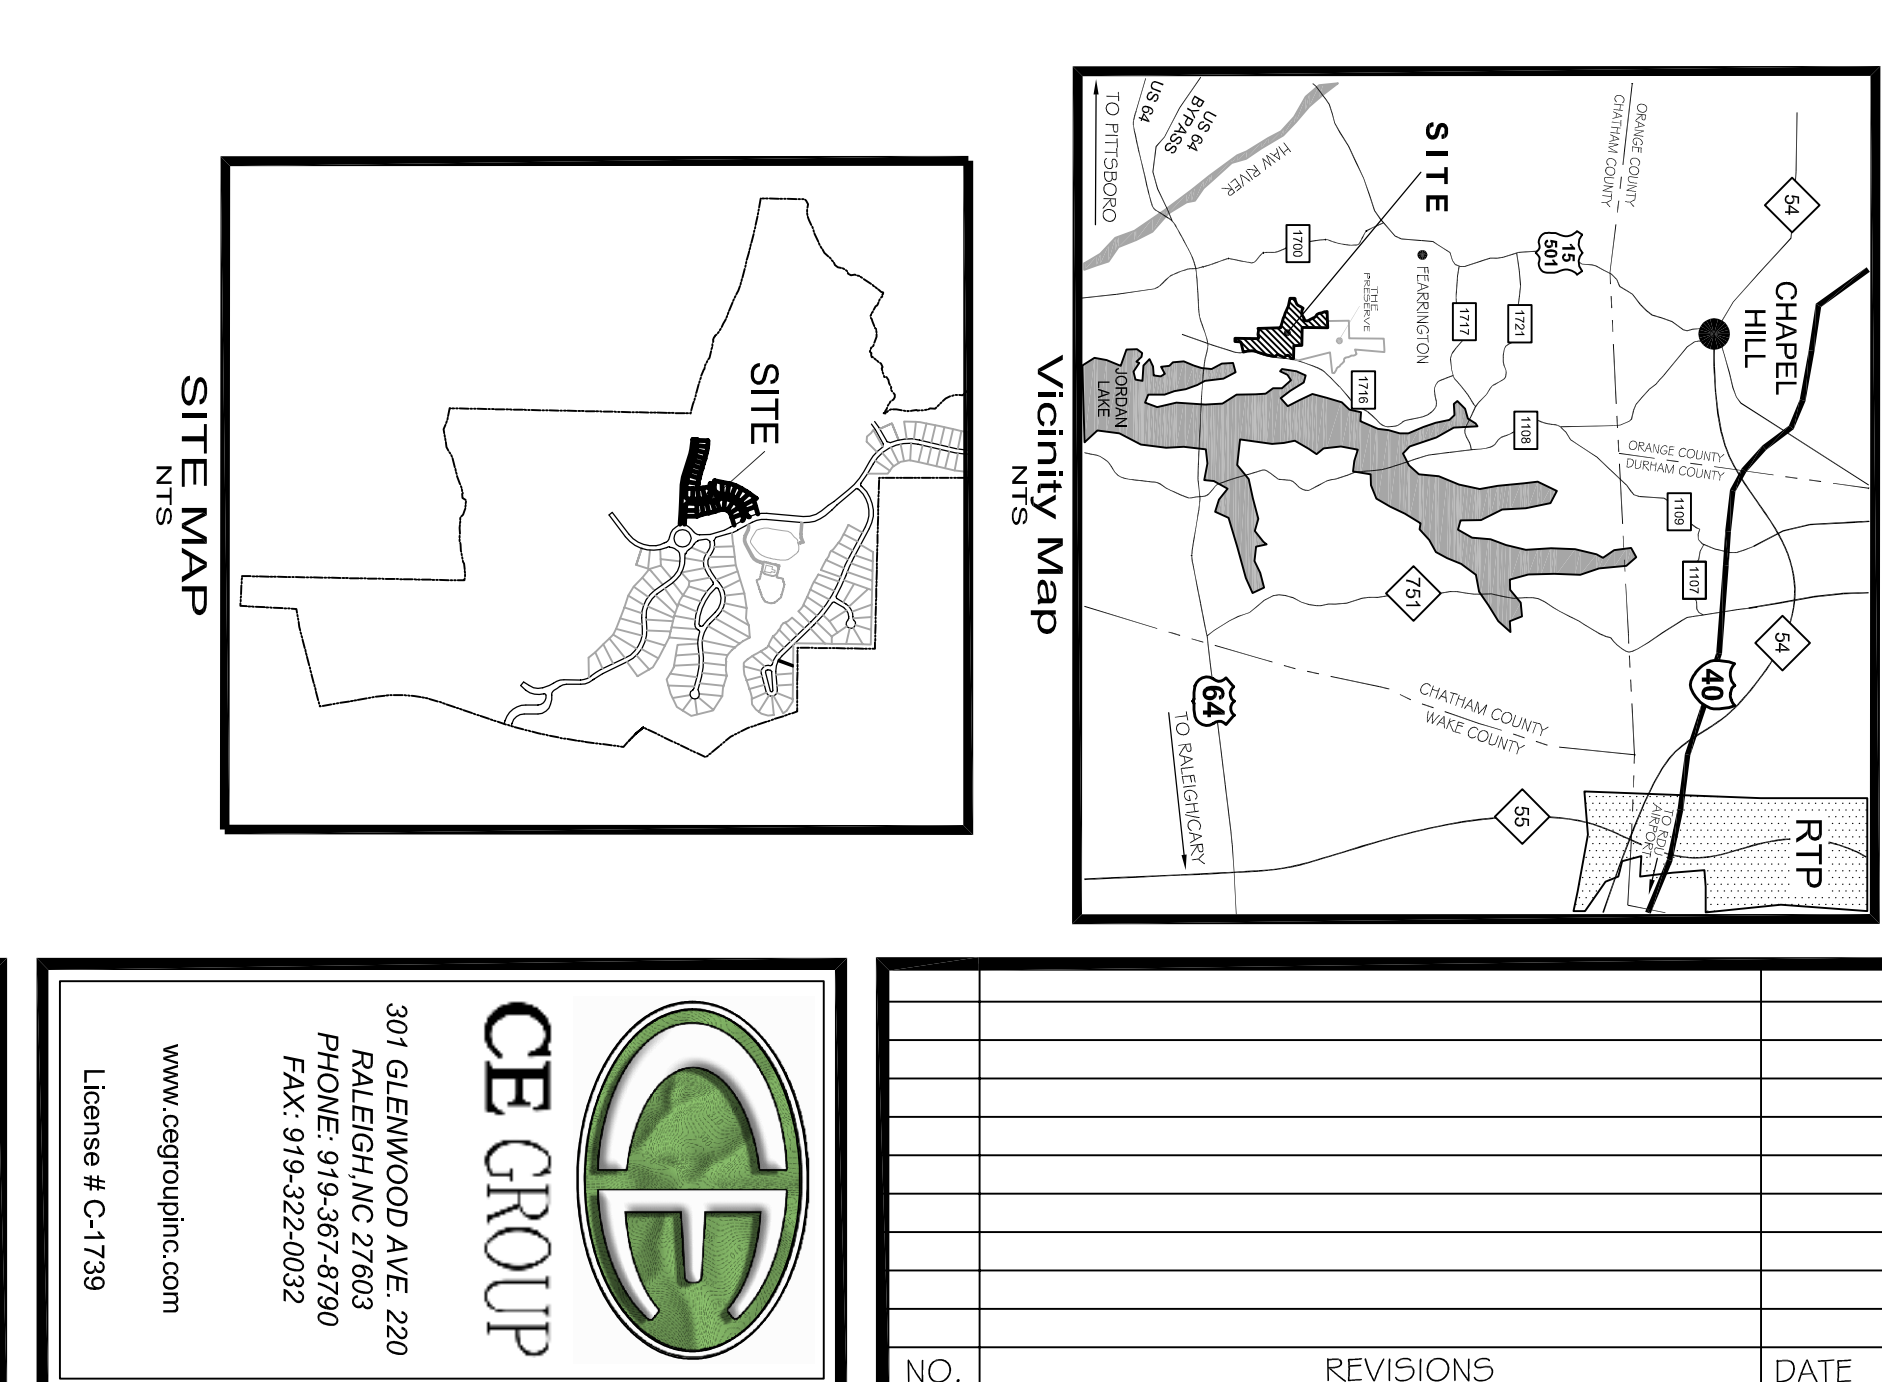 ORANGE COUNTY
CHATHAM COUNTY
54
CHAPEL
HILL
15
501
SITE
FEARRINGTON
THE
PRESERVE
1721
1717
1700
1716
1108
1109
1107
HAW RIVER
US 64
BYPASS
US 64
TO PITTSBORO
JORDAN
LAKE
ORANGE COUNTY
DURHAM COUNTY
751
54
40
64
CHATHAM COUNTY
WAKE COUNTY
TO RALEIGH/CARY
55
RTP
TO RDU
AIRPORT
Vicinity Map
NTS
SITE
SITE MAP
NTS
CE GROUP
301 GLENWOOD AVE. 220
RALEIGH,NC 27603
PHONE: 919-367-8790
FAX: 919-322-0032
www.cegroupinc.com
License # C-1739
NO.
REVISIONS
DATE